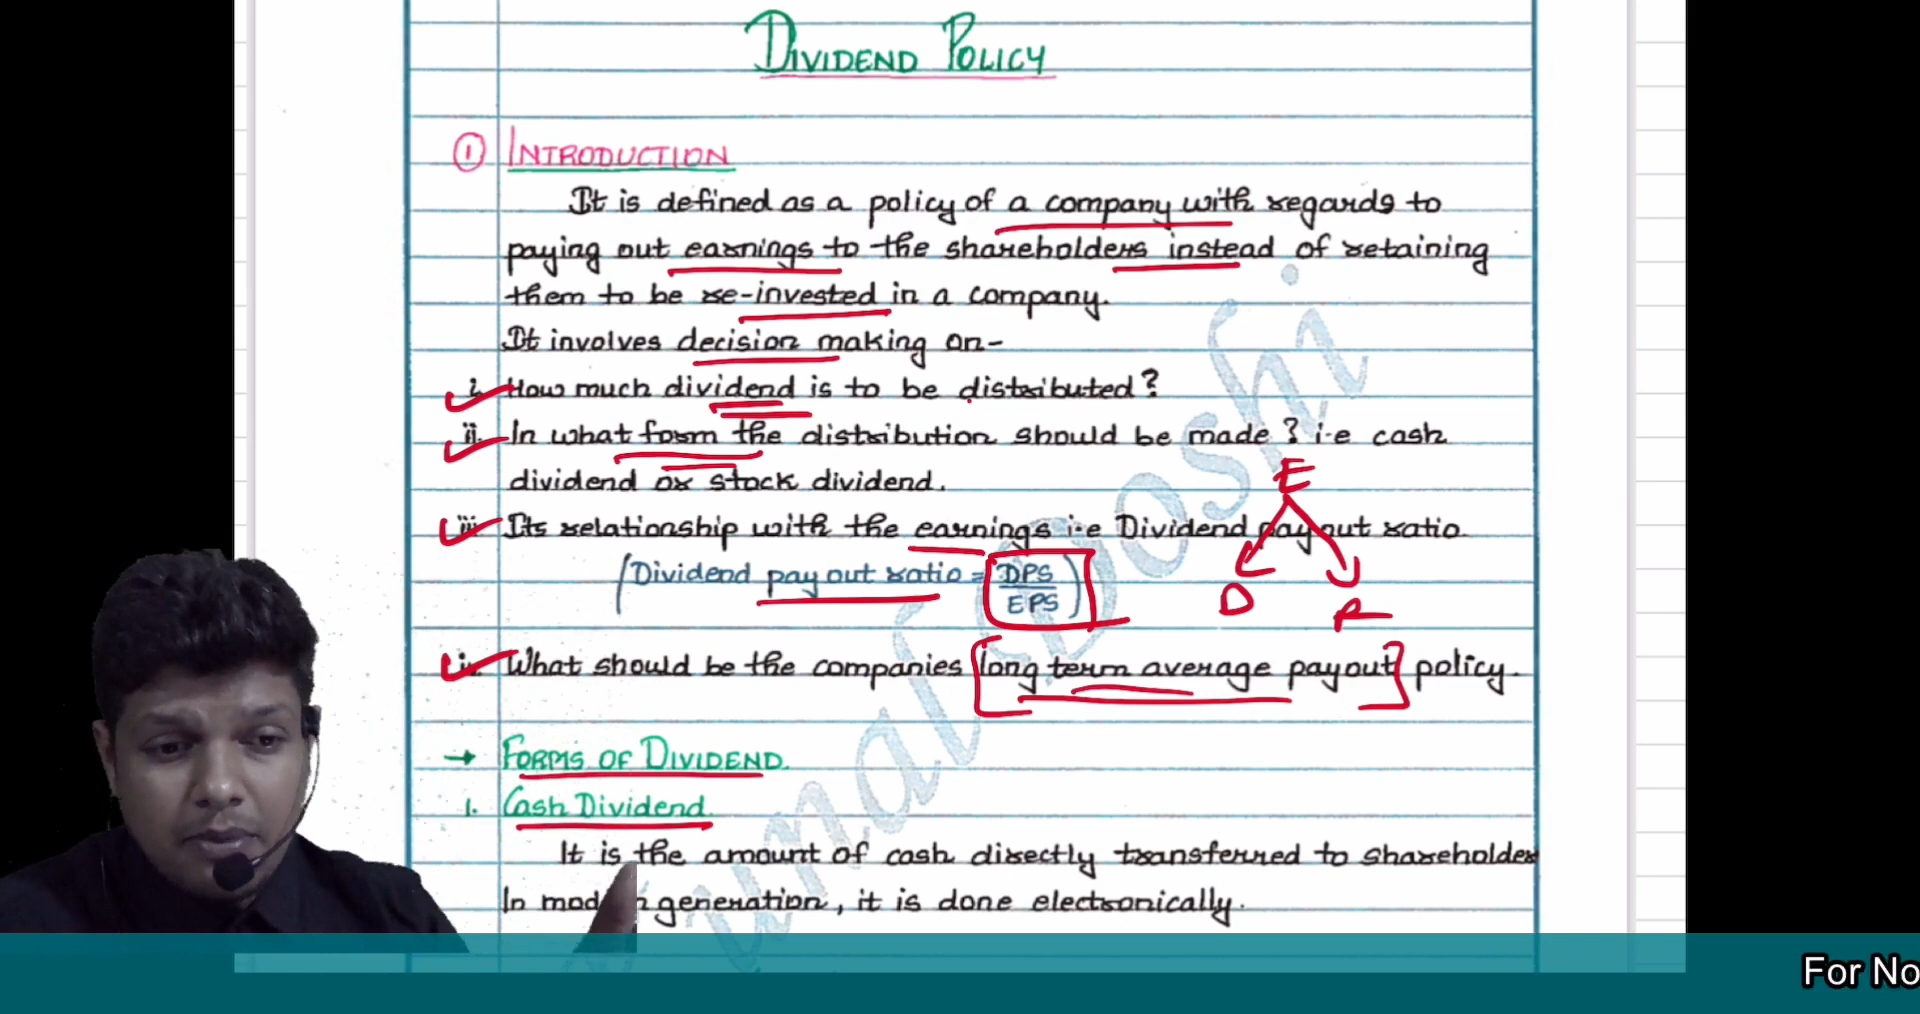 DIVIDEND POLICY
① INTRODUCTION
It is defined as a policy of a company with regards to
paying out earnings to the shareholders instead of retaining
them to be re-invested in a company.
It involves decision making on-
i. How much dividend is to be distributed?
ii. In what form the distribution should be made? i.e cash
dividend or stock dividend.
E
iii. Its relationship with the earnings i.e Dividend pay out ratio.
(Dividend pay out ratio = DPS
EPS)
D R
iv. What should be the companies long term average payout policy.
→ FORMS OF DIVIDEND
1. Cash Dividend
It is the amount of cash directly transferred to shareholder
In generation, it is done electronically.
unal Doshi
For No